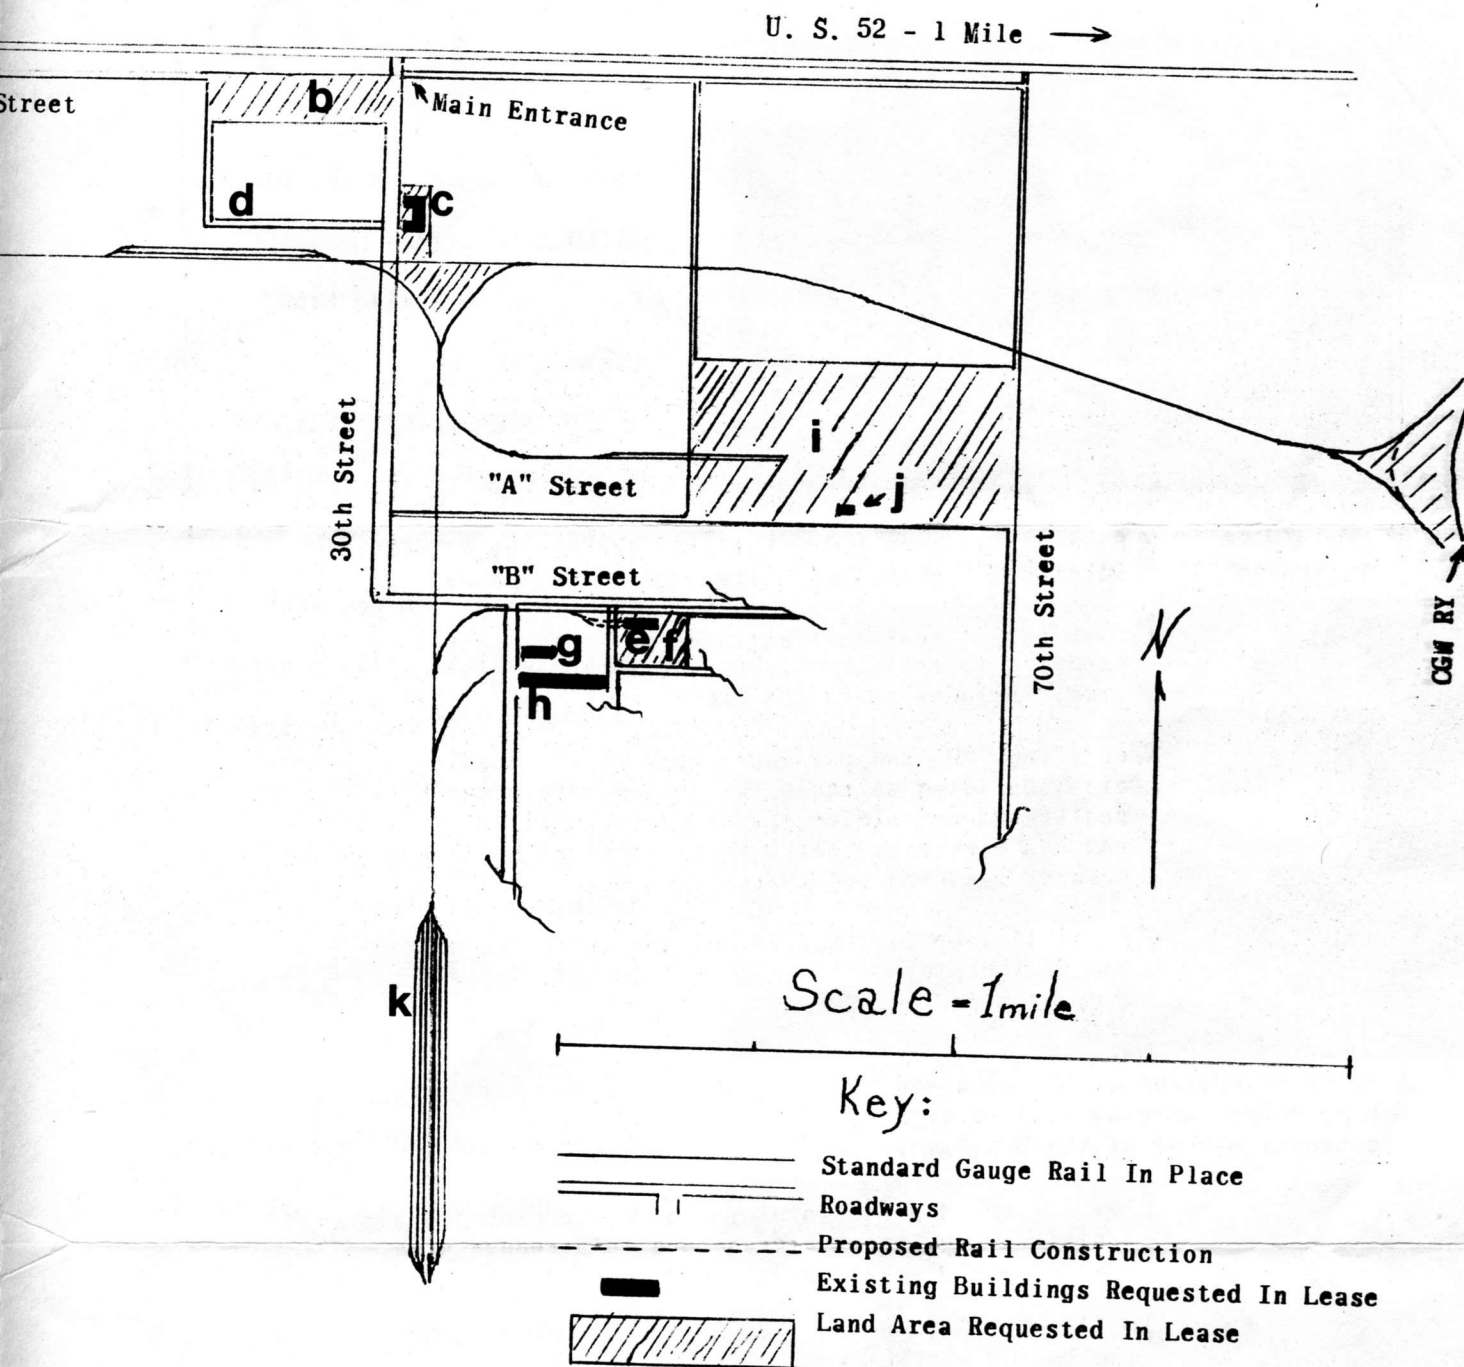 U. S. 52 - 1 Mile
Street
b
Main Entrance
d
c
30th Street
i
"A" Street
j
"B" Street
70th Street
N
CGW RY
g
e
f
h
k
Scale - 1 mile
Key:
Standard Gauge Rail In Place
Roadways
Proposed Rail Construction
Existing Buildings Requested In Lease
Land Area Requested In Lease